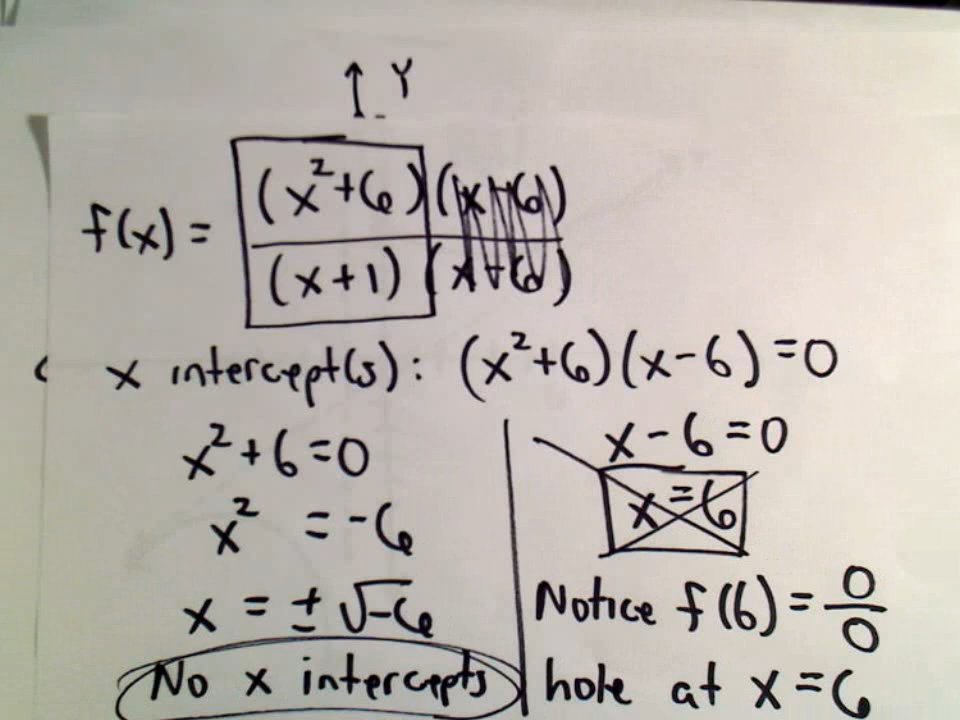 Y
f(x) = (x²+6)(x-6)
(x+1)(x-6)
x intercept(s): (x²+6)(x-6)=0
x²+6=0
x² = -6
x = ± √-6
No x intercepts
x-6=0
x=6
Notice f(6) = 0/0
hole at x=6